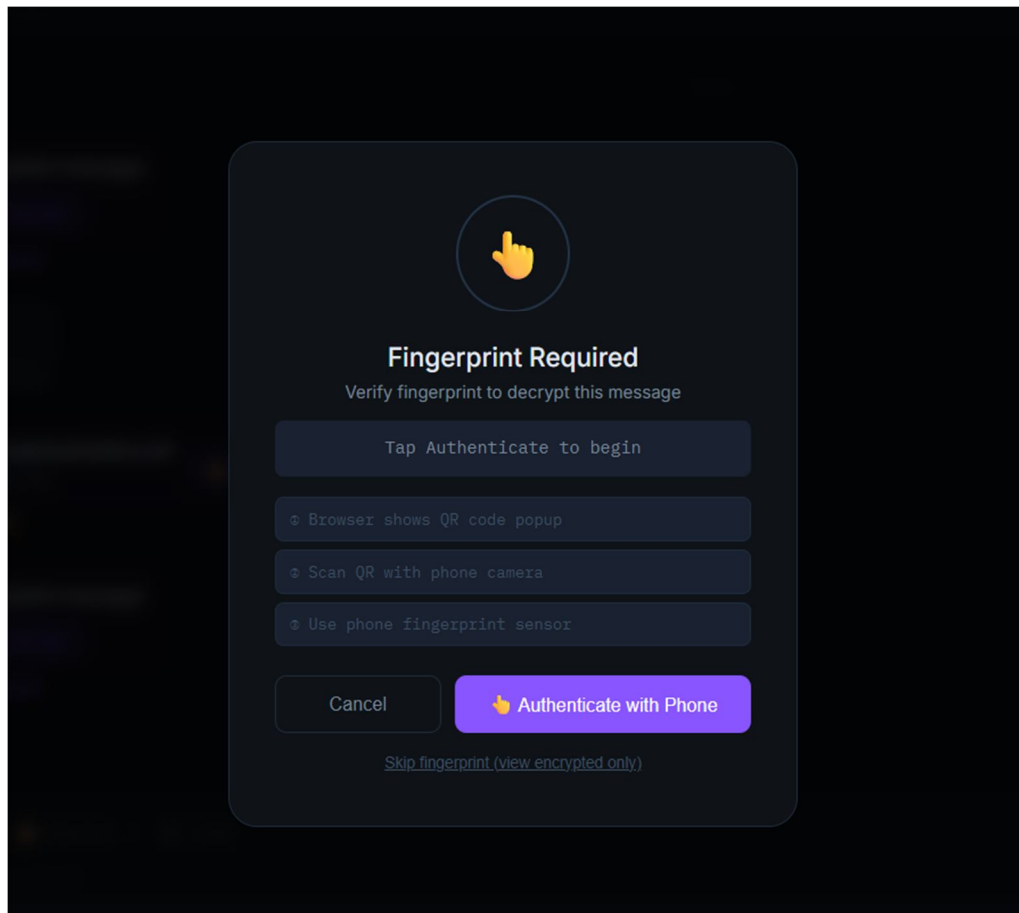 Fingerprint Required
Verify fingerprint to decrypt this message
Tap Authenticate to begin
① Browser shows QR code popup
② Scan QR with phone camera
③ Use phone fingerprint sensor
Cancel
👆 Authenticate with Phone
Skip fingerprint (view encrypted only)